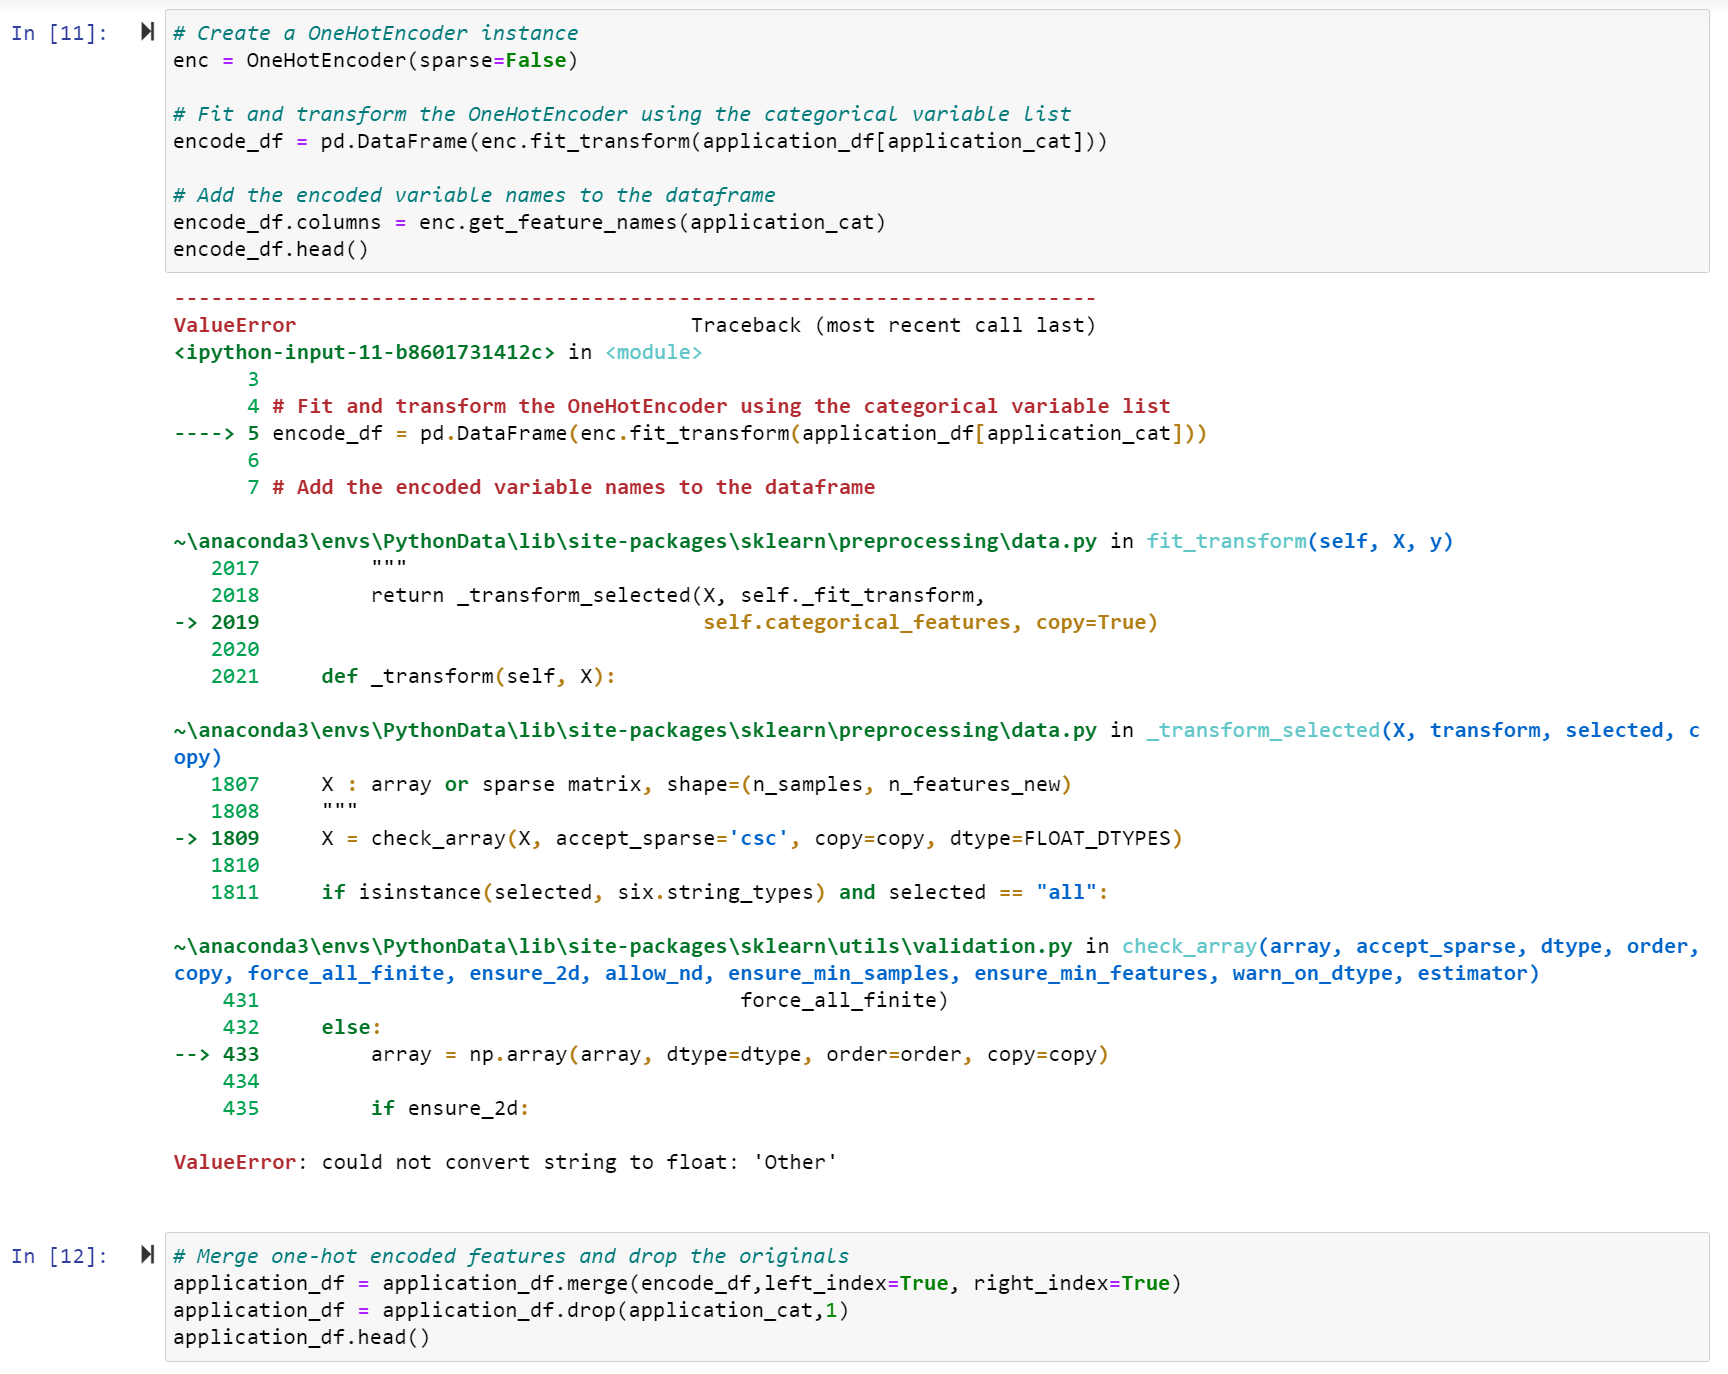 In [11]:
# Create a OneHotEncoder instance
enc = OneHotEncoder(sparse=False)
# Fit and transform the OneHotEncoder using the categorical variable list
encode_df = pd.DataFrame(enc.fit_transform(application_df[application_cat]))
# Add the encoded variable names to the dataframe
encode_df.columns = enc.get_feature_names(application_cat)
encode_df.head()
---------------------------------------------------------------------------
ValueError                                Traceback (most recent call last)
<ipython-input-11-b8601731412c> in <module>
      3
      4 # Fit and transform the OneHotEncoder using the categorical variable list
----> 5 encode_df = pd.DataFrame(enc.fit_transform(application_df[application_cat]))
      6
      7 # Add the encoded variable names to the dataframe
~\anaconda3\envs\PythonData\lib\site-packages\sklearn\preprocessing\data.py in fit_transform(self, X, y)
   2017         """
   2018         return _transform_selected(X, self._fit_transform,
-> 2019                                    self.categorical_features, copy=True)
   2020
   2021     def _transform(self, X):
~\anaconda3\envs\PythonData\lib\site-packages\sklearn\preprocessing\data.py in _transform_selected(X, transform, selected, c
opy)
   1807     X : array or sparse matrix, shape=(n_samples, n_features_new)
   1808     """
-> 1809     X = check_array(X, accept_sparse='csc', copy=copy, dtype=FLOAT_DTYPES)
   1810
   1811     if isinstance(selected, six.string_types) and selected == "all":
~\anaconda3\envs\PythonData\lib\site-packages\sklearn\utils\validation.py in check_array(array, accept_sparse, dtype, order,
copy, force_all_finite, ensure_2d, allow_nd, ensure_min_samples, ensure_min_features, warn_on_dtype, estimator)
    431                                       force_all_finite)
    432     else:
--> 433         array = np.array(array, dtype=dtype, order=order, copy=copy)
    434
    435         if ensure_2d:
ValueError: could not convert string to float: 'Other'
In [12]:
# Merge one-hot encoded features and drop the originals
application_df = application_df.merge(encode_df,left_index=True, right_index=True)
application_df = application_df.drop(application_cat,1)
application_df.head()